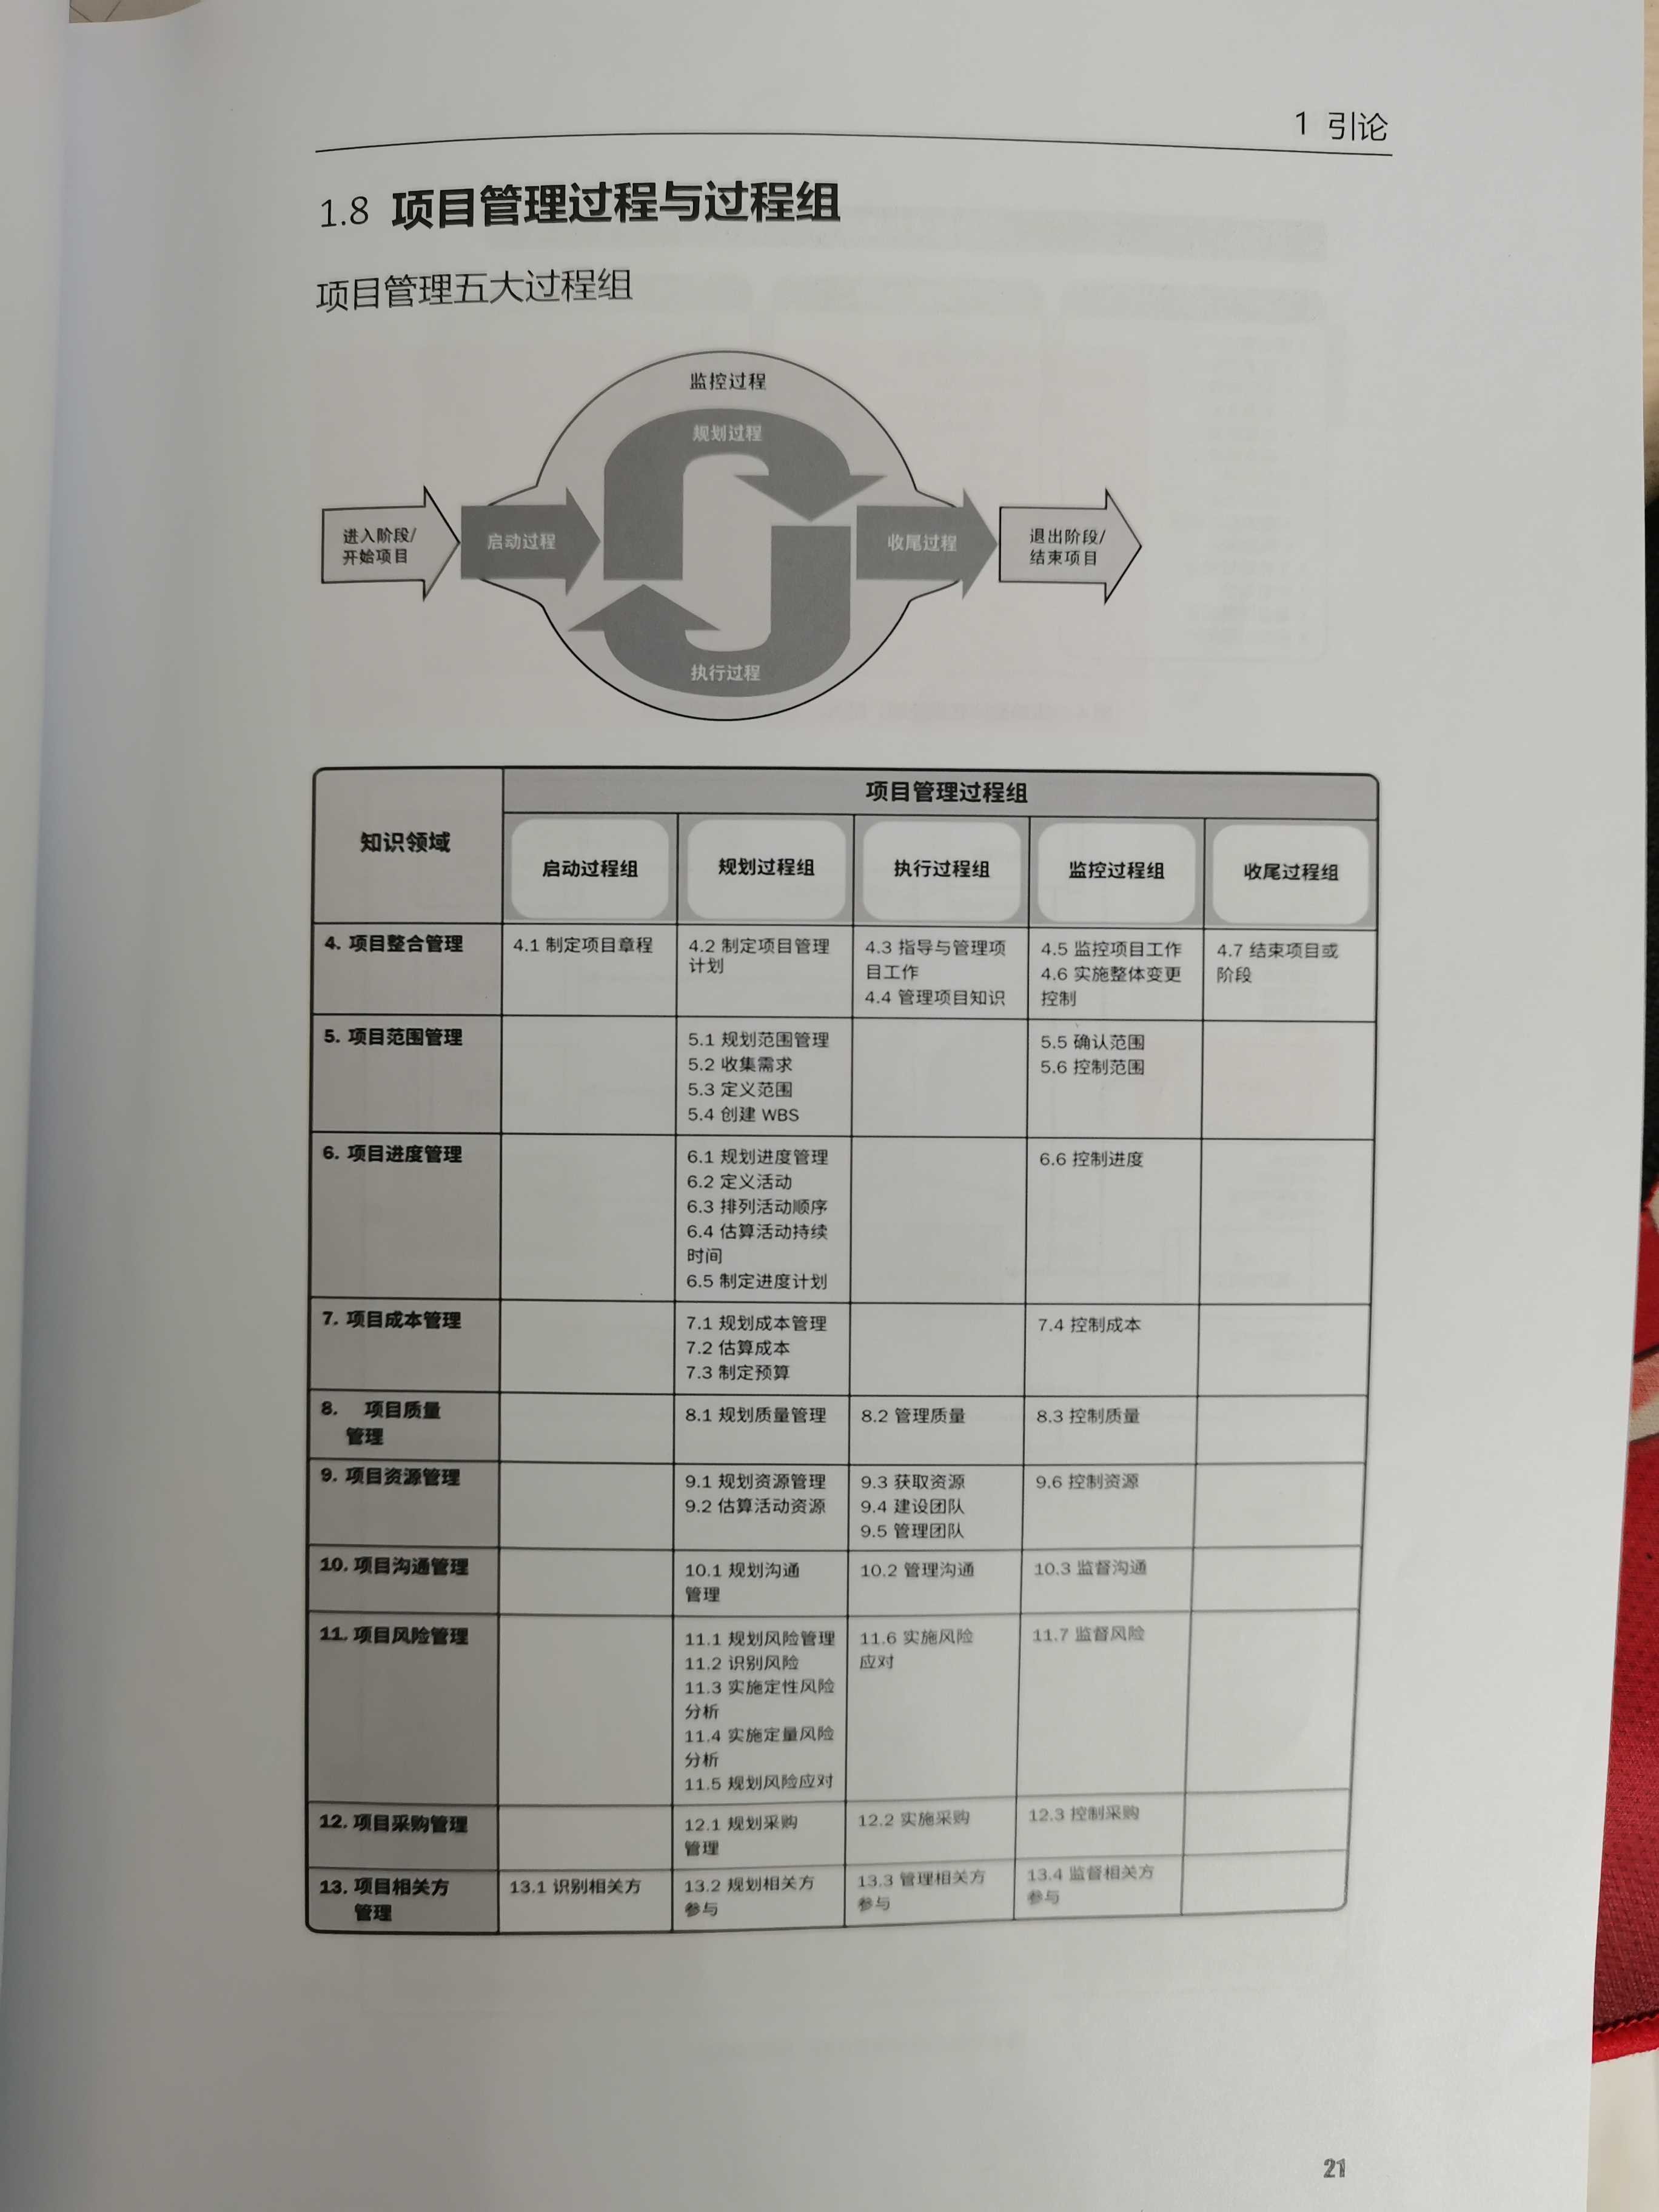 1 引论
1.8 项目管理过程与过程组
项目管理五大过程组
监控过程
规划过程
进入阶段/
开始项目
启动过程
收尾过程
退出阶段/
结束项目
执行过程
知识领域
项目管理过程组
启动过程组
规划过程组
执行过程组
监控过程组
收尾过程组
4. 项目整合管理
4.1 制定项目章程
4.2 制定项目管理
计划
4.3 指导与管理项
目工作
4.4 管理项目知识
4.5 监控项目工作
4.6 实施整体变更
控制
4.7 结束项目或
阶段
5. 项目范围管理
5.1 规划范围管理
5.2 收集需求
5.3 定义范围
5.4 创建 WBS
5.5 确认范围
5.6 控制范围
6. 项目进度管理
6.1 规划进度管理
6.2 定义活动
6.3 排列活动顺序
6.4 估算活动持续
时间
6.5 制定进度计划
6.6 控制进度
7. 项目成本管理
7.1 规划成本管理
7.2 估算成本
7.3 制定预算
7.4 控制成本
8. 项目质量
管理
8.1 规划质量管理
8.2 管理质量
8.3 控制质量
9. 项目资源管理
9.1 规划资源管理
9.2 估算活动资源
9.3 获取资源
9.4 建设团队
9.5 管理团队
9.6 控制资源
10. 项目沟通管理
10.1 规划沟通
管理
10.2 管理沟通
10.3 监督沟通
11. 项目风险管理
11.1 规划风险管理
11.2 识别风险
11.3 实施定性风险
分析
11.4 实施定量风险
分析
11.5 规划风险应对
11.6 实施风险
应对
11.7 监督风险
12. 项目采购管理
12.1 规划采购
管理
12.2 实施采购
12.3 控制采购
13. 项目相关方
管理
13.1 识别相关方
13.2 规划相关方
参与
13.3 管理相关方
参与
13.4 监督相关方
参与
21